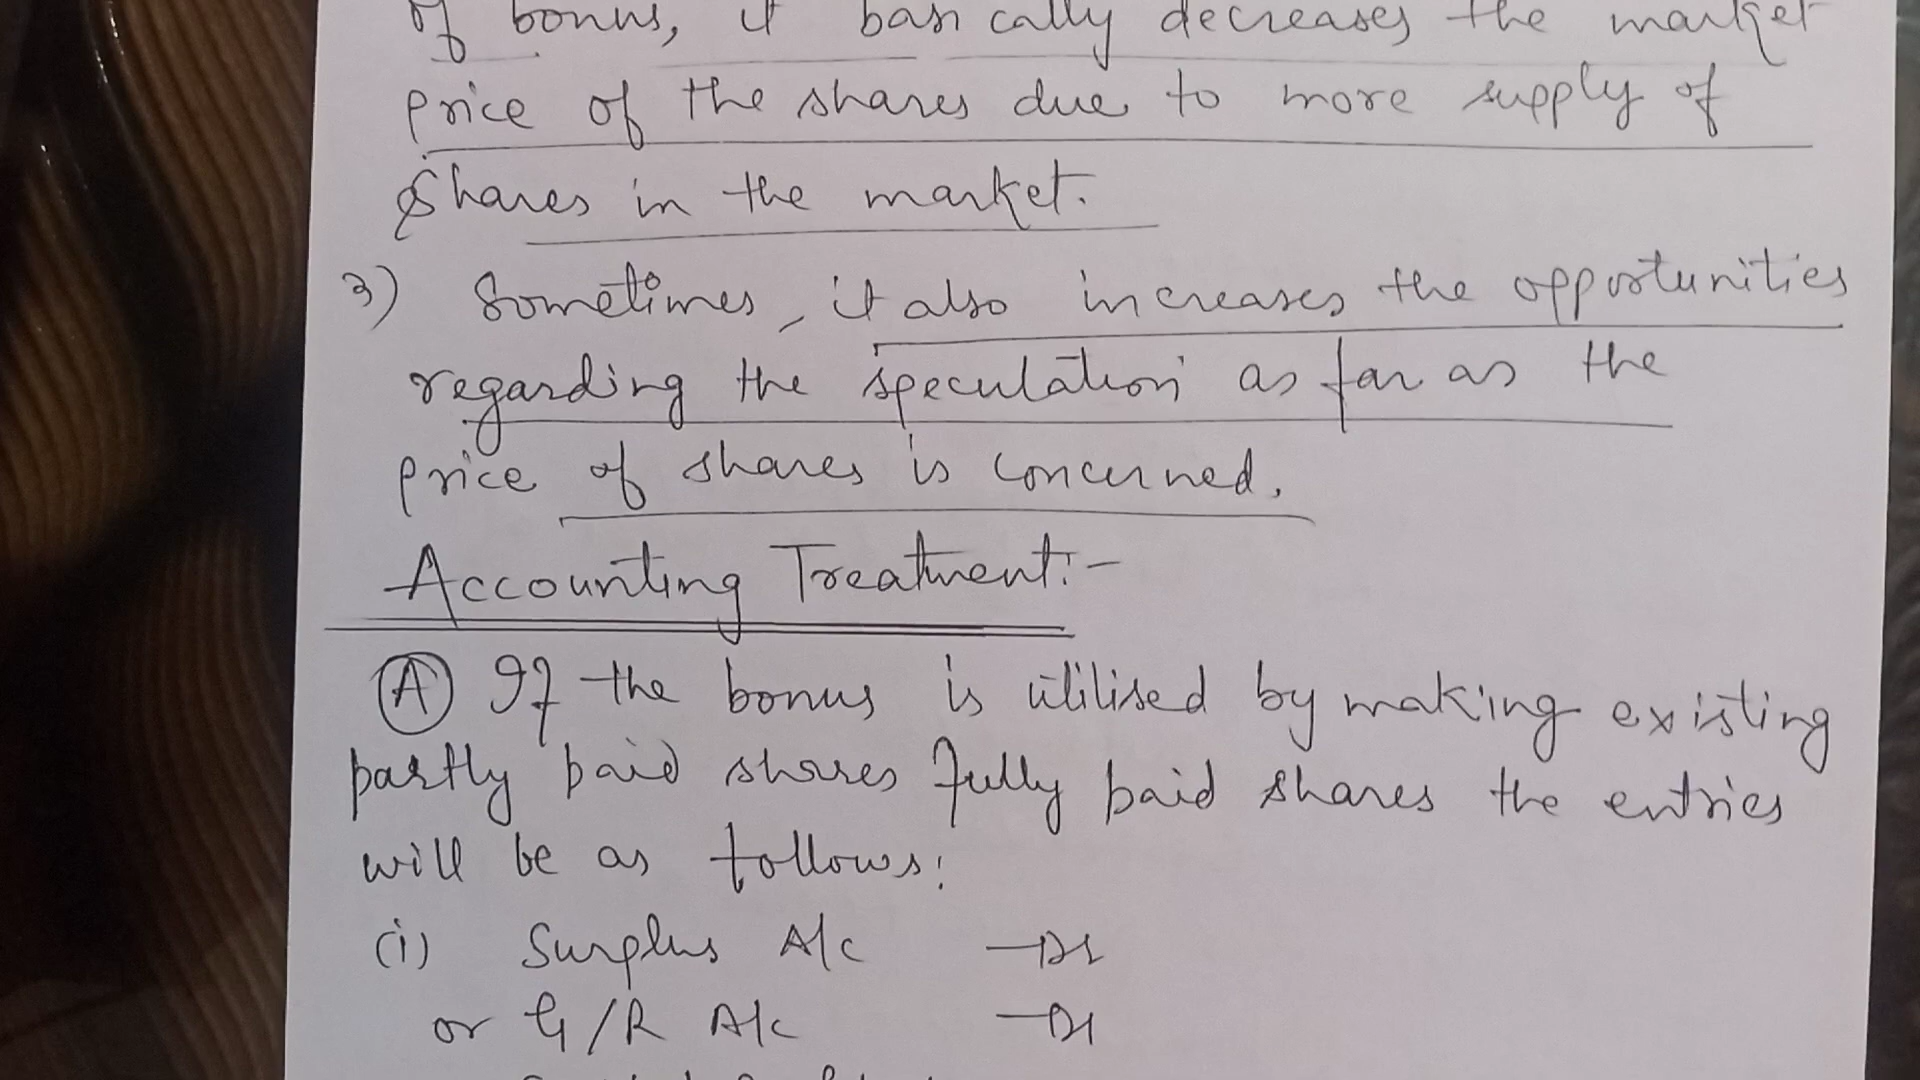 of bonus, it basically decreases the market
price of the shares due to more supply of
shares in the market.
3) Sometimes, it also increases the opportunities
regarding the speculation as far as the
price of shares is concerned.
Accounting Treatment:-
(A) If the bonus is utilised by making existing
partly paid shares fully paid shares the entries
will be as follows:
(i) Surplus A/c —Dr
or G/R A/c —Dr